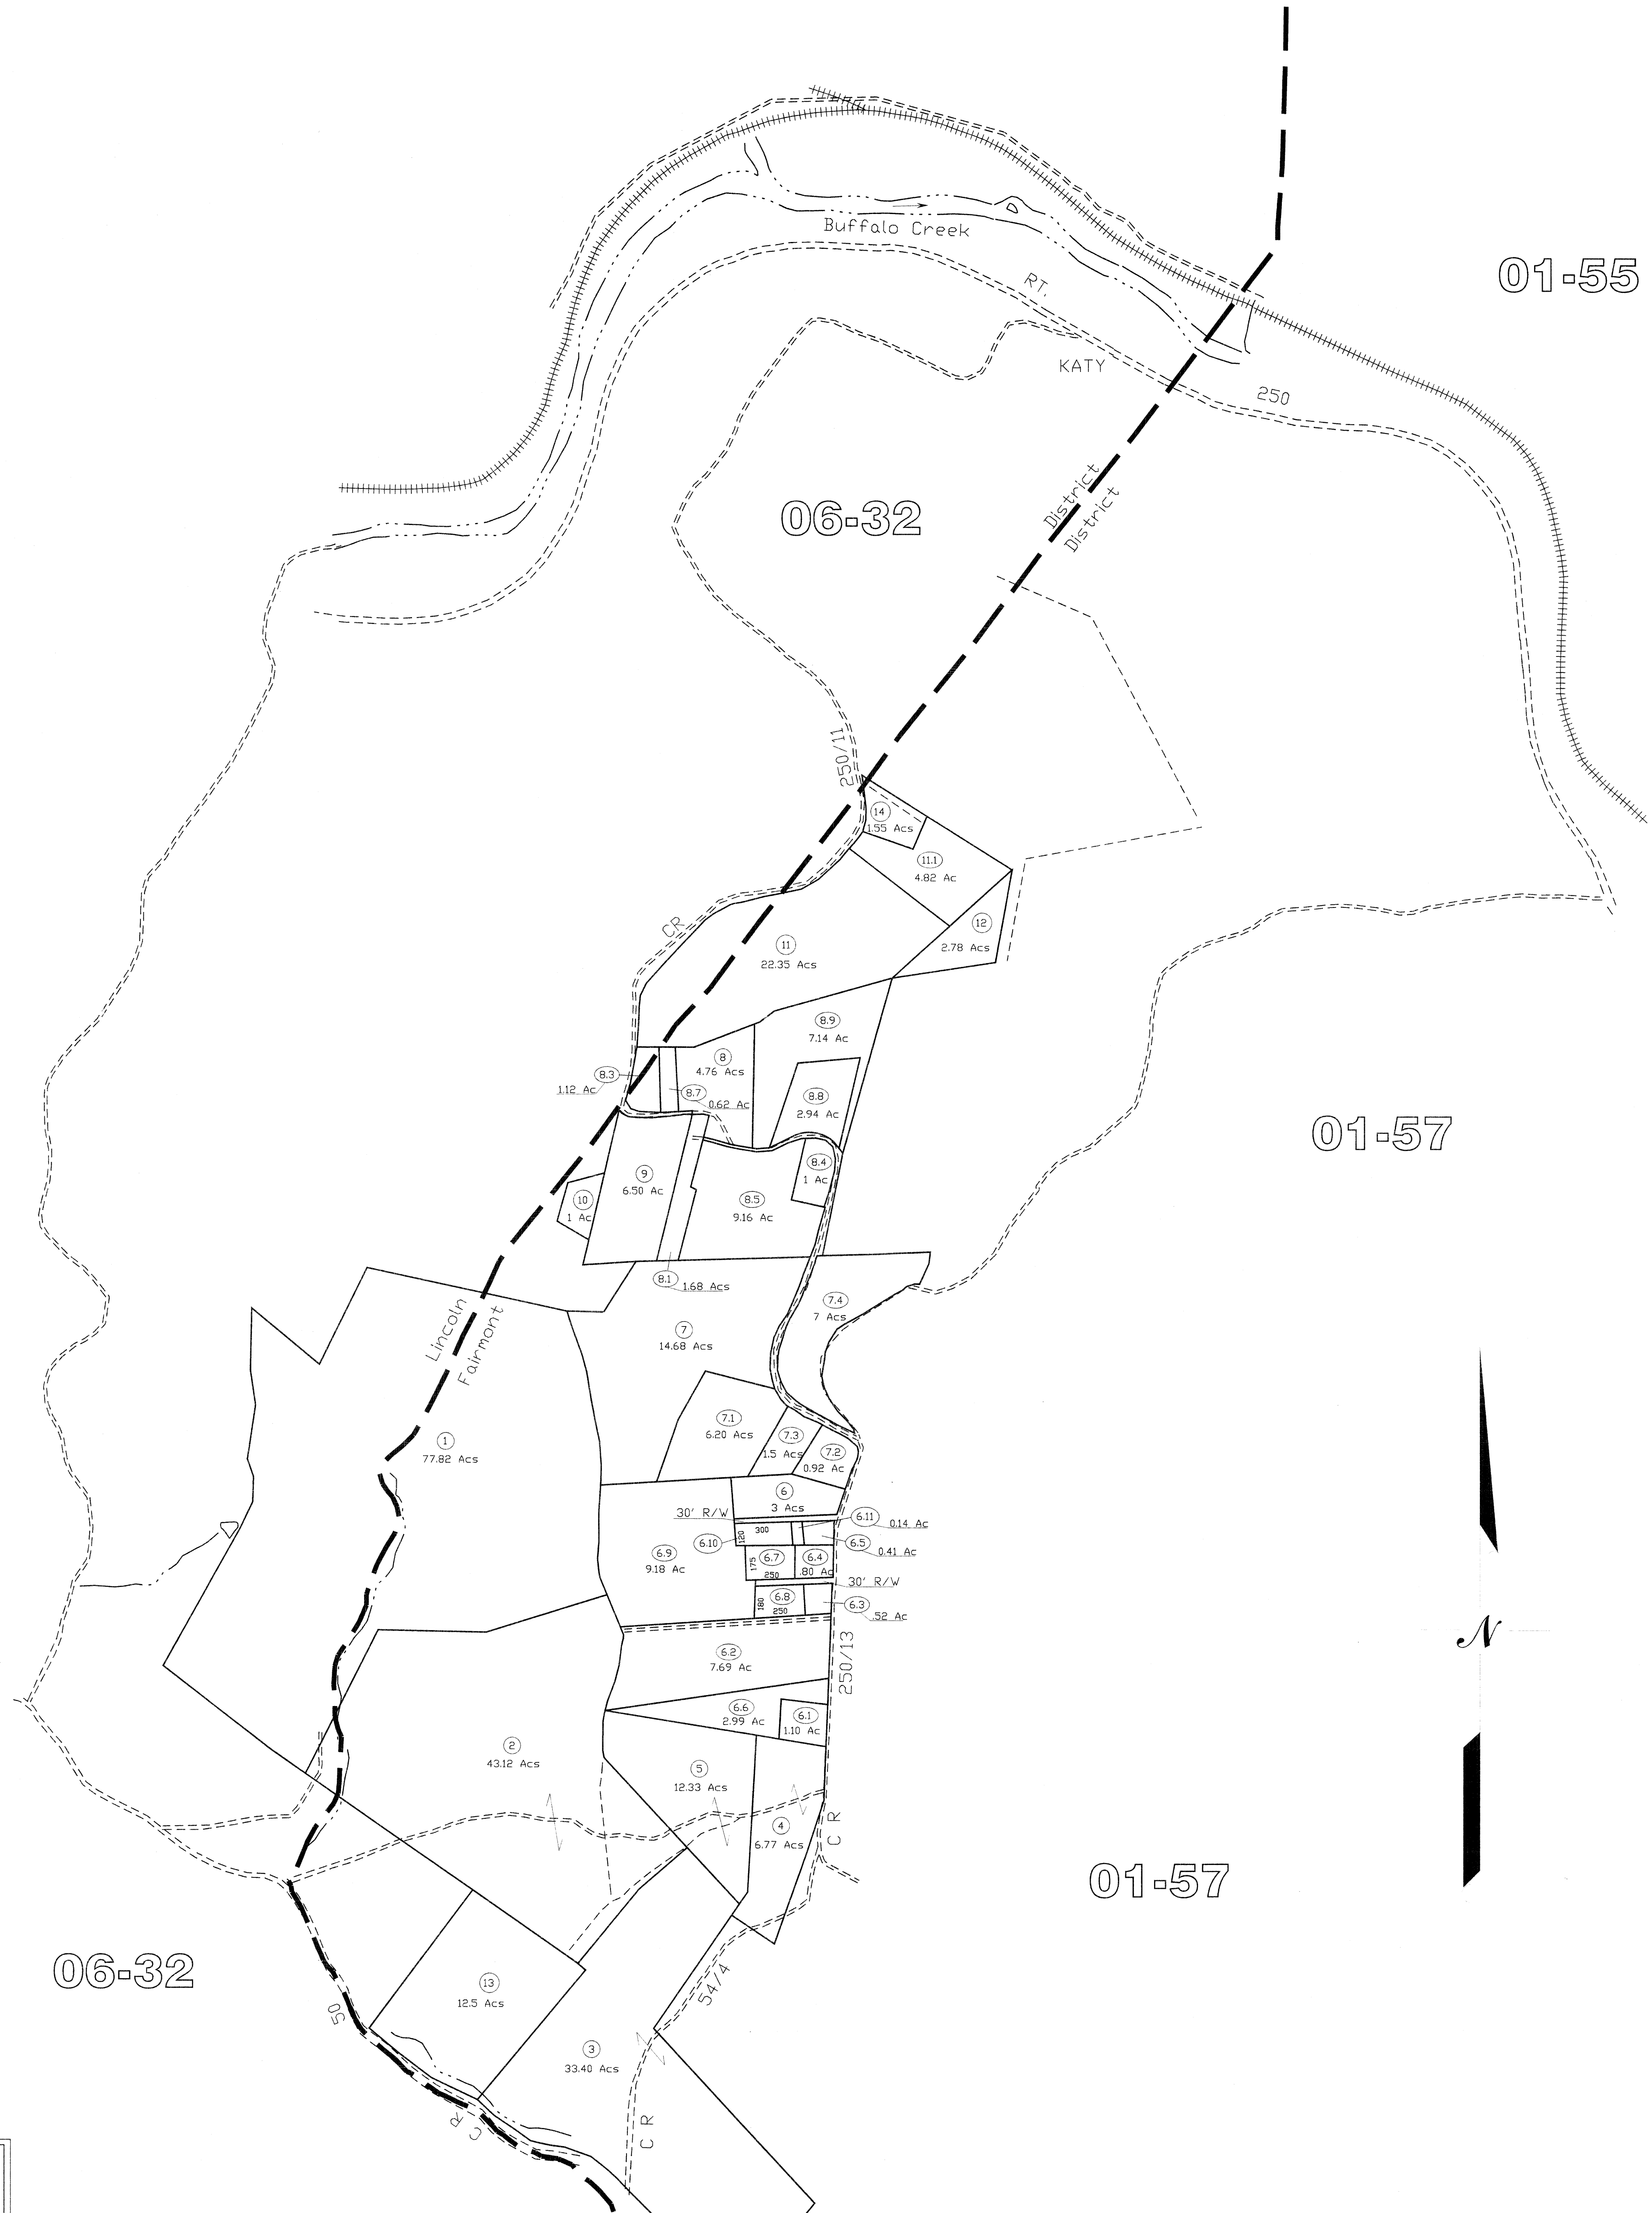 Buffalo Creek
01-55
RT.
KATY
250
06-32
District
District
250/11
14
1.55 Acs
11.1
4.82 Ac
12
2.78 Acs
CR
11
22.35 Acs
8.9
7.14 Ac
8
4.76 Acs
8.3
1.12 Ac
8.7
0.62 Ac
8.8
2.94 Ac
01-57
8.4
1 Ac
9
6.50 Ac
10
1 Ac
8.5
9.16 Ac
8.1
1.68 Acs
7.4
7 Acs
Lincoln
Fairmont
7
14.68 Acs
7.1
6.20 Acs
7.3
1.5 Acs
7.2
0.92 Ac
1
77.82 Acs
6
3 Acs
30' R/W
6.11
0.14 Ac
120
300
6.10
6.5
0.41 Ac
6.9
9.18 Ac
175
6.7
250
6.4
.80 Ac
30' R/W
180
6.8
250
6.3
.52 Ac
N
6.2
7.69 Ac
250/13
6.6
2.99 Ac
6.1
1.10 Ac
2
43.12 Acs
5
12.33 Acs
4
6.77 Acs
C R
01-57
06-32
13
12.5 Acs
54/4
50
3
33.40 Acs
C R
C R